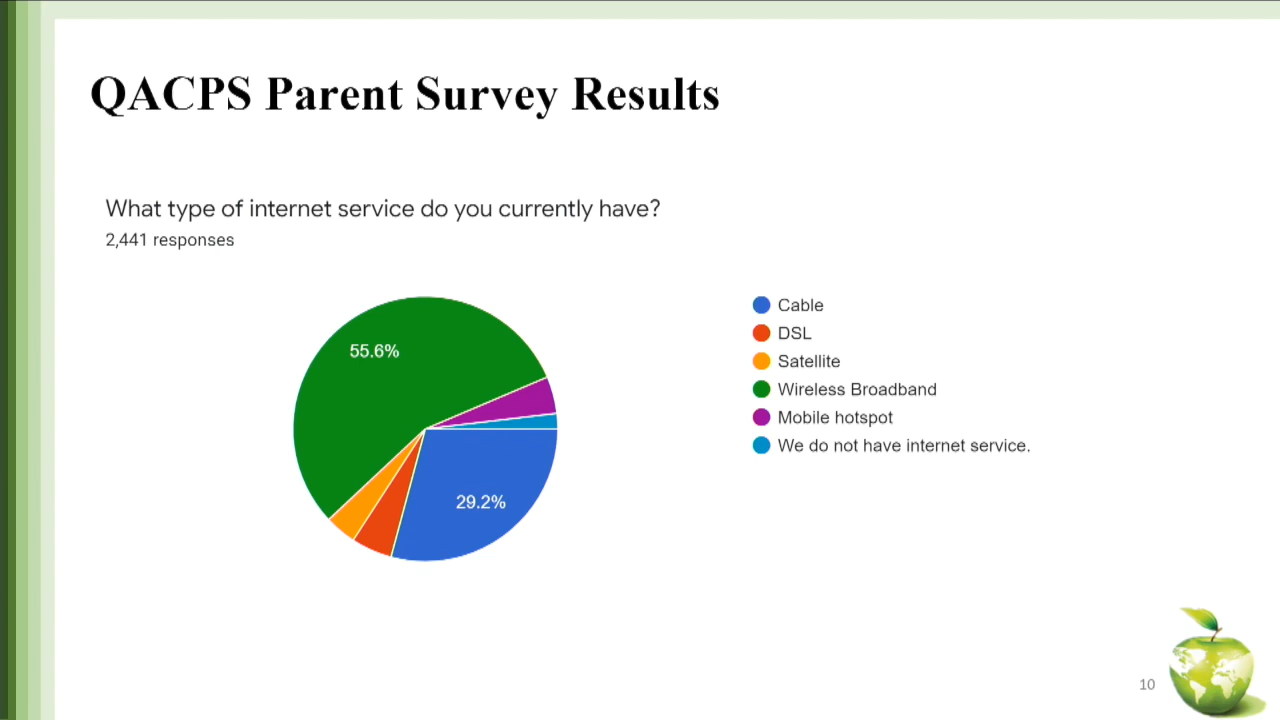 QACPS Parent Survey Results
What type of internet service do you currently have?
2,441 responses
55.6%
29.2%
Cable
DSL
Satellite
Wireless Broadband
Mobile hotspot
We do not have internet service.
10